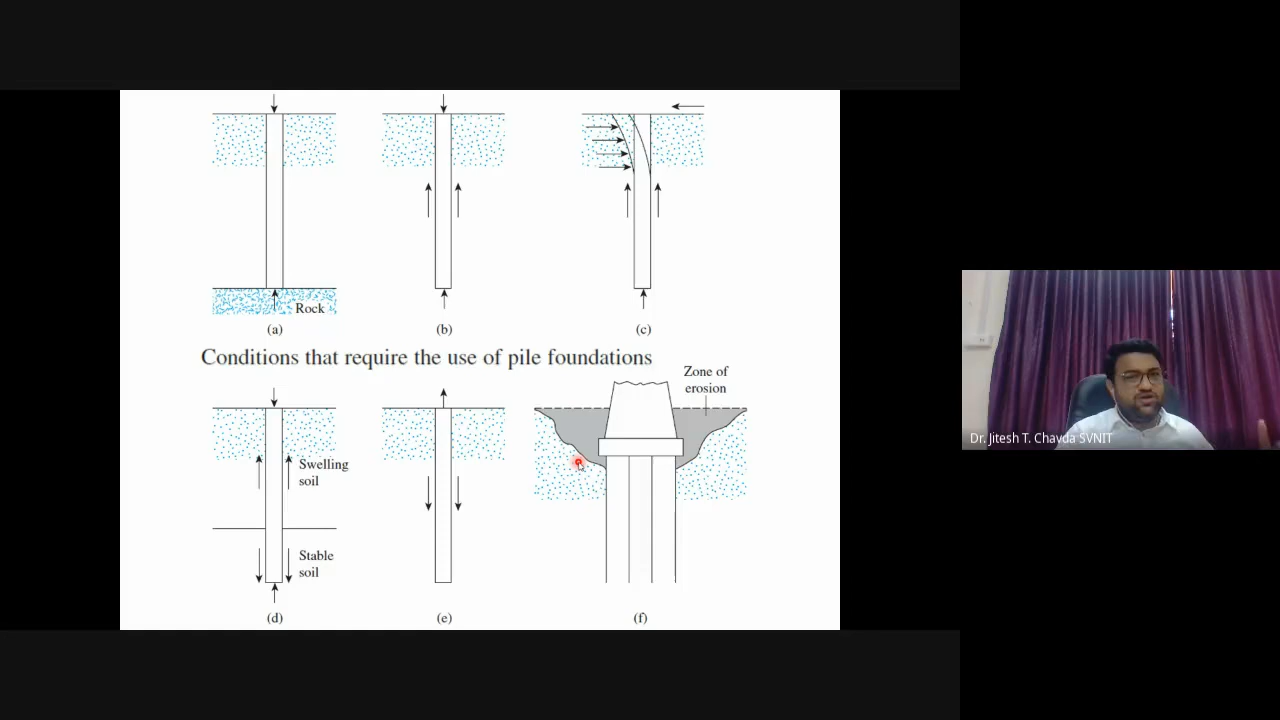 Rock
(a)
(b)
(c)
Conditions that require the use of pile foundations
Zone of
erosion
Swelling
soil
Stable
soil
(d)
(e)
(f)
Dr. Jitesh T. Chavda SVNIT